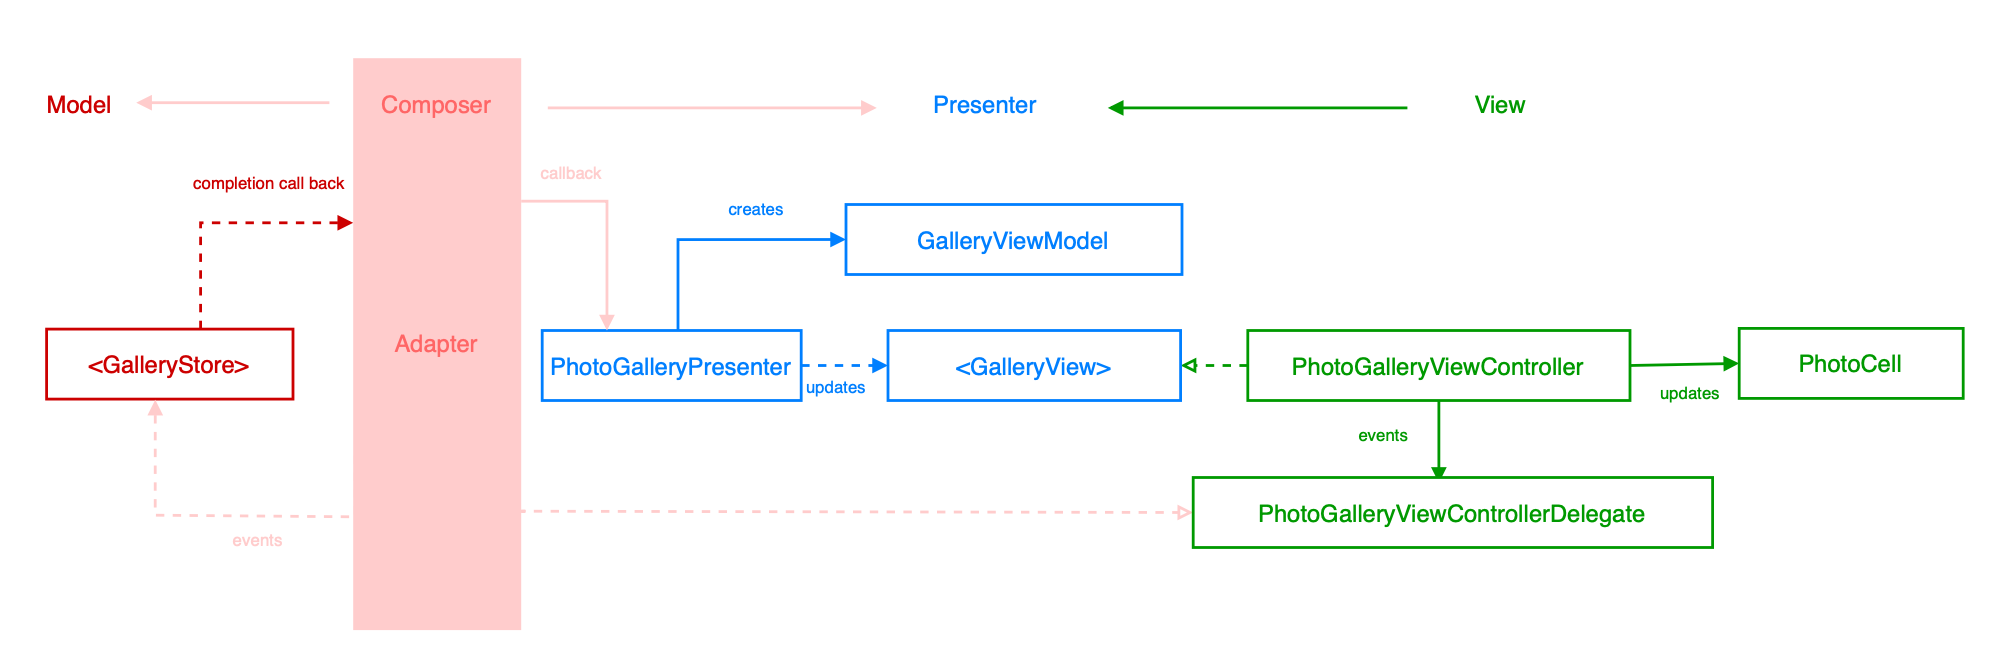 Model
Composer
Presenter
View
completion call back
callback
creates
GalleryViewModel
Adapter
<GalleryStore>
PhotoGalleryPresenter
updates
<GalleryView>
PhotoGalleryViewController
updates
PhotoCell
events
PhotoGalleryViewControllerDelegate
events